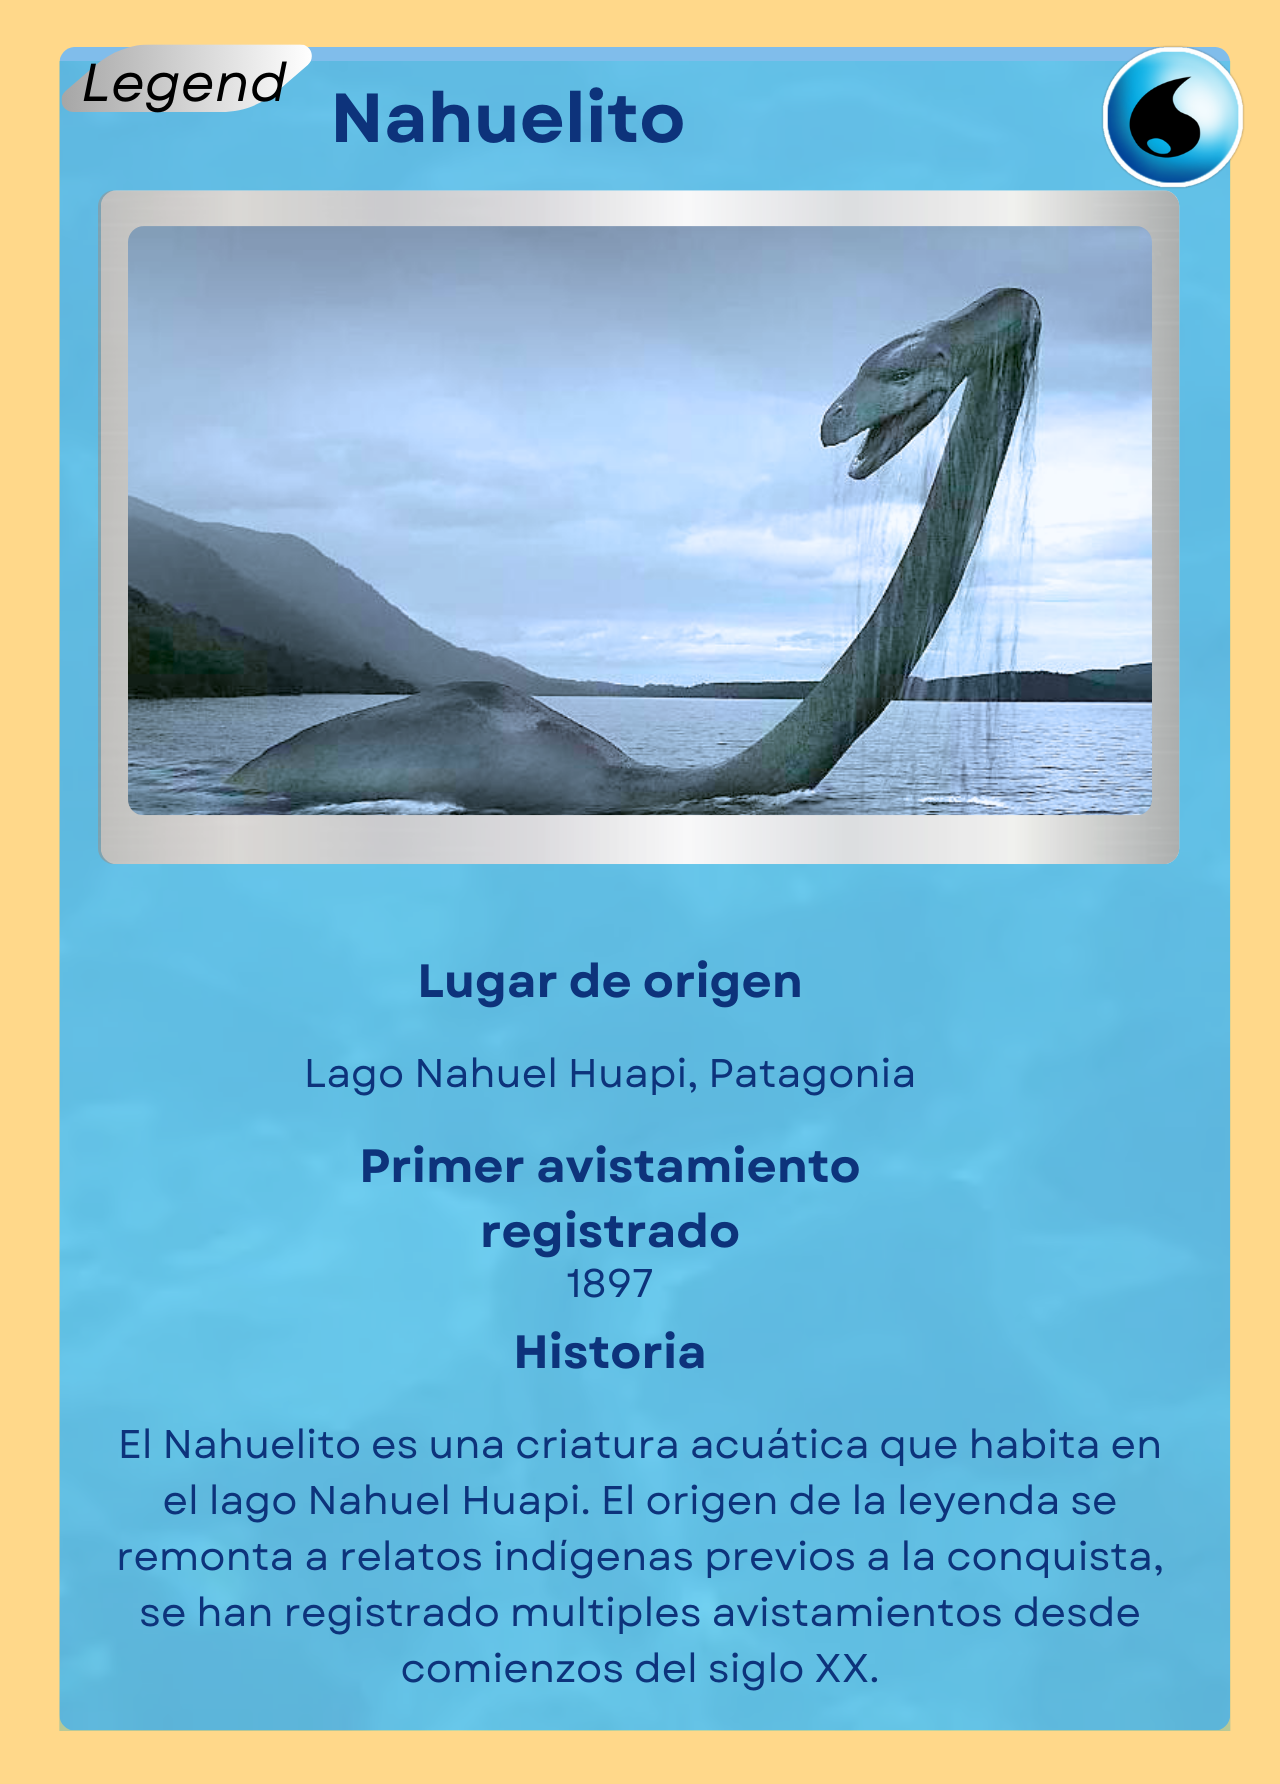 Legend
Nahuelito
Lugar de origen
Lago Nahuel Huapi, Patagonia
Primer avistamiento
registrado
1897
Historia
El Nahuelito es una criatura acuática que habita en
el lago Nahuel Huapi. El origen de la leyenda se
remonta a relatos indígenas previos a la conquista,
se han registrado multiples avistamientos desde
comienzos del siglo XX.